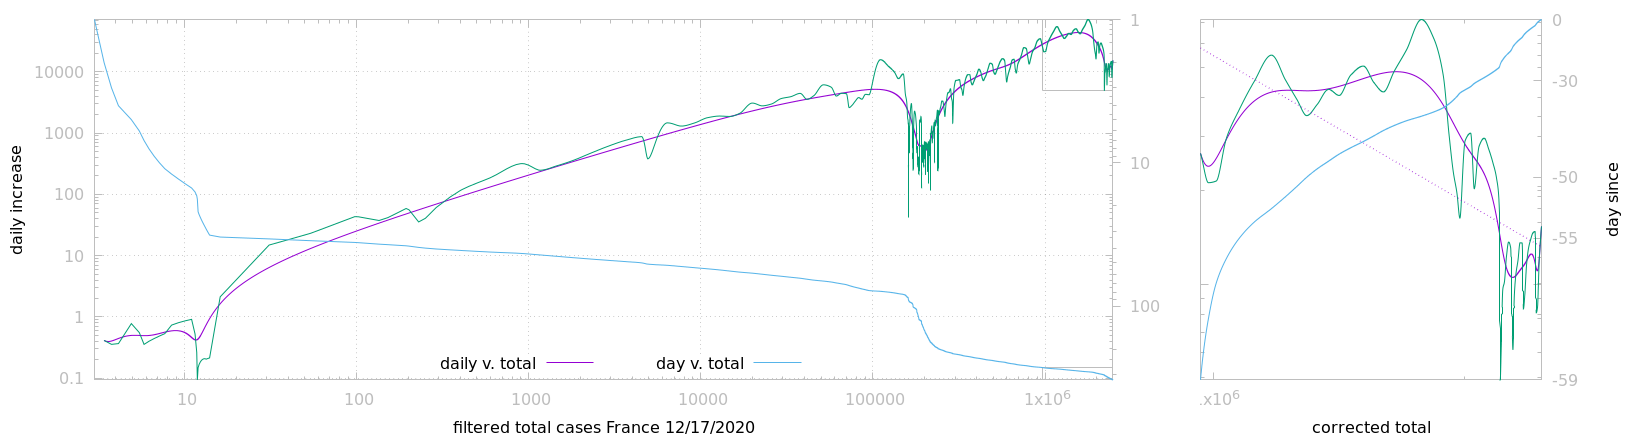 daily increase
10000
1000
100
10
1
0.1
10
100
1000
10000
100000
1x10⁶
1
10
100
daily v. total
day v. total
filtered total cases France 12/17/2020
.x10⁶
0
-30
-50
-55
-59
day since
corrected total